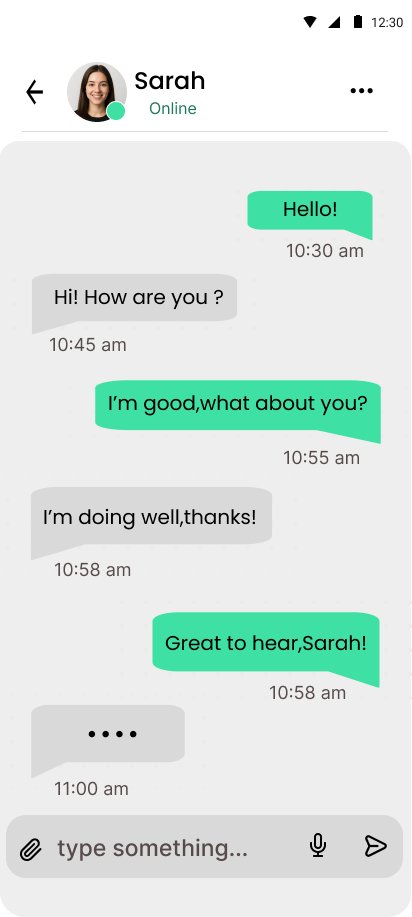 12:30
Sarah
Online
Hello!
10:30 am
Hi! How are you ?
10:45 am
I’m good,what about you?
10:55 am
I’m doing well,thanks!
10:58 am
Great to hear,Sarah!
10:58 am
11:00 am
type something...